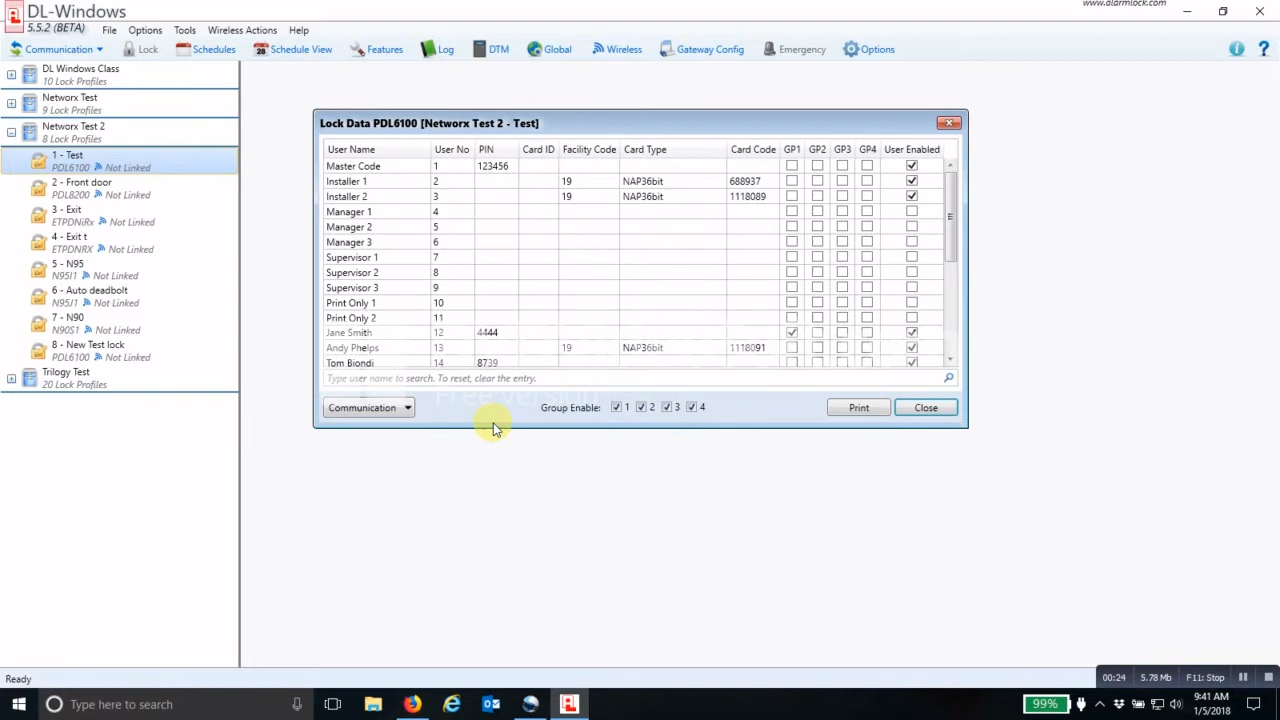 www.alarmlock.com
DL-Windows
5.5.2 (BETA) File Options Tools Wireless Actions Help
Communication Lock Schedules 28 Schedule View Features Log DTM Global Wireless Gateway Config Emergency Options
DL Windows Class
10 Lock Profiles
Networx Test
9 Lock Profiles
Networx Test 2
8 Lock Profiles
1 - Test
PDL6100 Not Linked
2 - Front door
PDL8200 Not Linked
3 - Exit
ETPDNiRx Not Linked
4 - Exit t
ETPDNRX Not Linked
5 - N95
N95I1 Not Linked
6 - Auto deadbolt
N95J1 Not Linked
7 - N90
N90S1 Not Linked
8 - New Test lock
PDL6100 Not Linked
Trilogy Test
20 Lock Profiles
Lock Data PDL6100 [Networx Test 2 - Test]
User Name User No PIN Card ID Facility Code Card Type Card Code GP1 GP2 GP3 GP4 User Enabled
Master Code 1 123456
Installer 1 2 19 NAP36bit 688937
Installer 2 3 19 NAP36bit 1118089
Manager 1 4
Manager 2 5
Manager 3 6
Supervisor 1 7
Supervisor 2 8
Supervisor 3 9
Print Only 1 10
Print Only 2 11
Jane Smith 12 4444
Andy Phelps 13 19 NAP36bit 1118091
Tom Biondi 14 8739
Type user name to search. To reset, clear the entry.
Free version
Communication Group Enable: 1 2 3 4 Print Close
Ready
00:24 5.78 Mb F11: Stop
Type here to search 99% 9:41 AM
1/5/2018